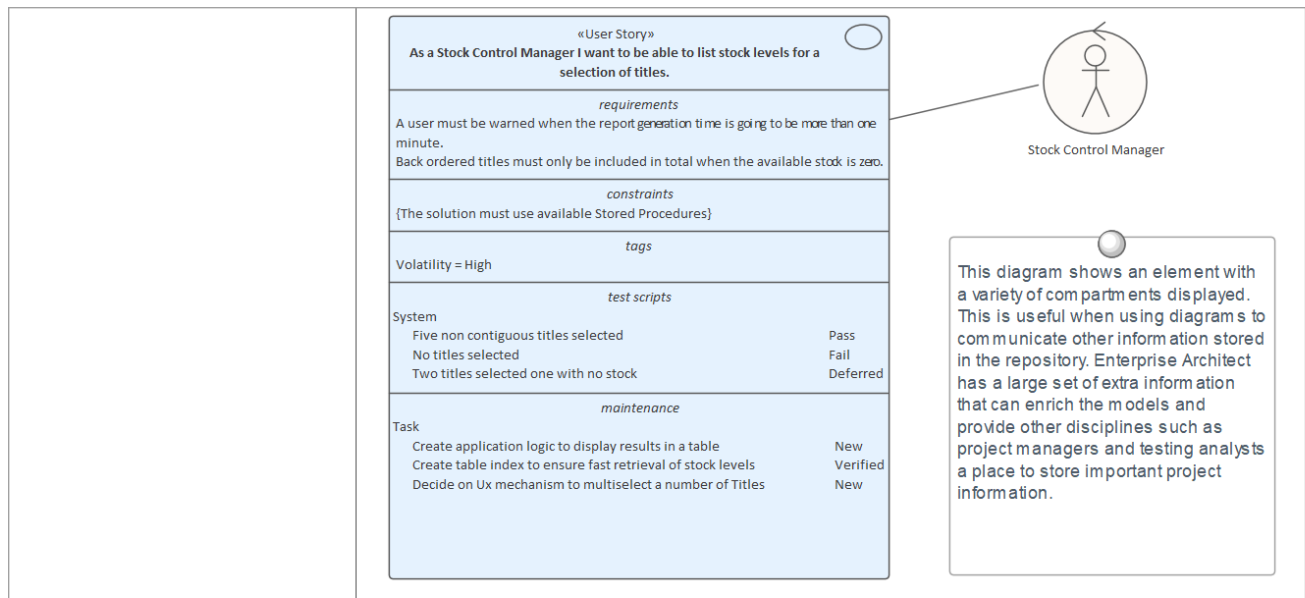 «User Story»
As a Stock Control Manager I want to be able to list stock levels for a
selection of titles.
requirements
A user must be warned when the report generation time is going to be more than one
minute.
Back ordered titles must only be included in total when the available stock is zero.
constraints
{The solution must use available Stored Procedures}
tags
Volatility = High
test scripts
System
Five non contiguous titles selected Pass
No titles selected Fail
Two titles selected one with no stock Deferred
maintenance
Task
Create application logic to display results in a table New
Create table index to ensure fast retrieval of stock levels Verified
Decide on Ux mechanism to multiselect a number of Titles New
Stock Control Manager
This diagram shows an element with
a variety of compartments displayed.
This is useful when using diagrams to
communicate other information stored
in the repository. Enterprise Architect
has a large set of extra information
that can enrich the models and
provide other disciplines such as
project managers and testing analysts
a place to store important project
information.